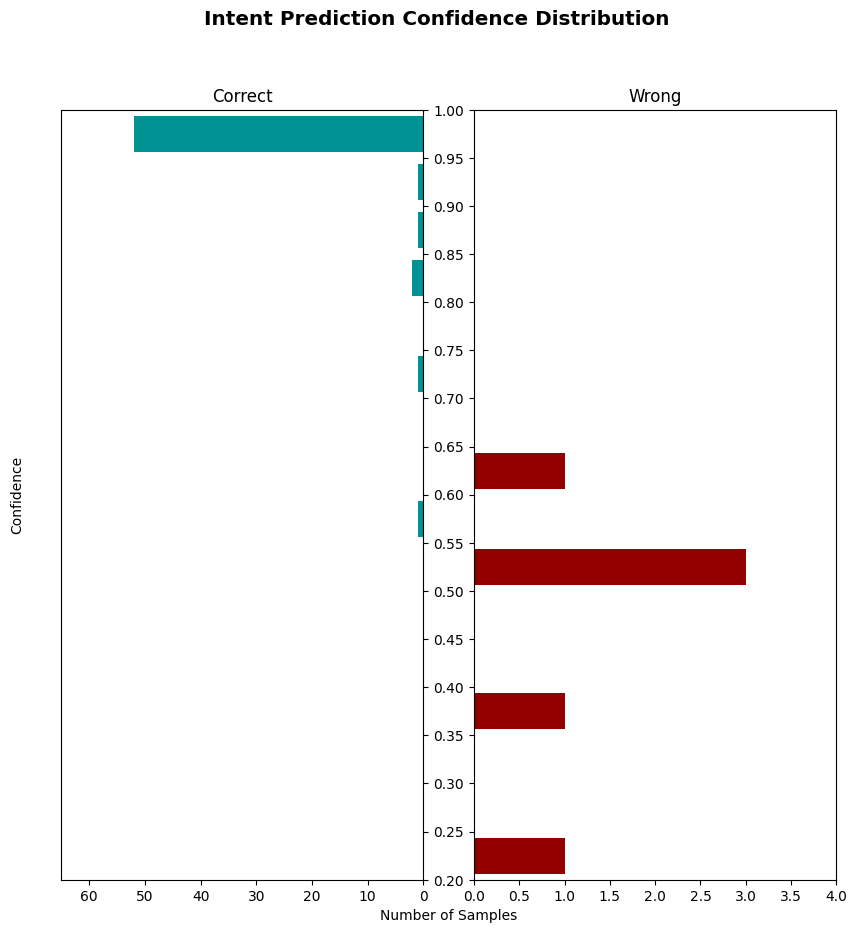 Intent Prediction Confidence Distribution
Correct
Wrong
1.00
0.95
0.90
0.85
0.80
0.75
0.70
0.65
0.60
0.55
0.50
0.45
0.40
0.35
0.30
0.25
0.20
Confidence
60 50 40 30 20 10 0
0.0 0.5 1.0 1.5 2.0 2.5 3.0 3.5 4.0
Number of Samples